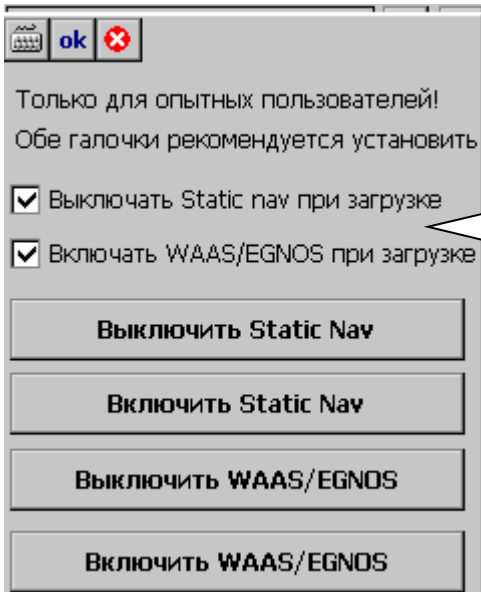 ok
Только для опытных пользователей!
Обе галочки рекомендуется установить
Выключать Static nav при загрузке
Включать WAAS/EGNOS при загрузке
Выключить Static Nav
Включить Static Nav
Выключить WAAS/EGNOS
Включить WAAS/EGNOS